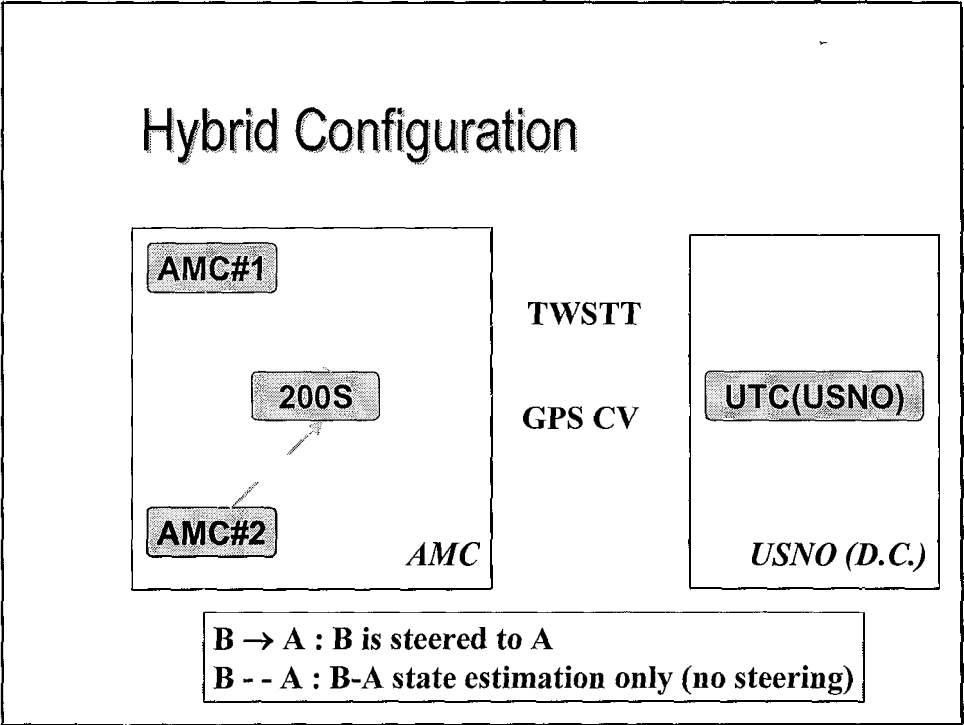 Hybrid Configuration
AMC#1
TWSTT
200S
UTC(USNO)
GPS CV
AMC#2
AMC
USNO (D.C.)
B → A : B is steered to A
B - - A : B-A state estimation only (no steering)